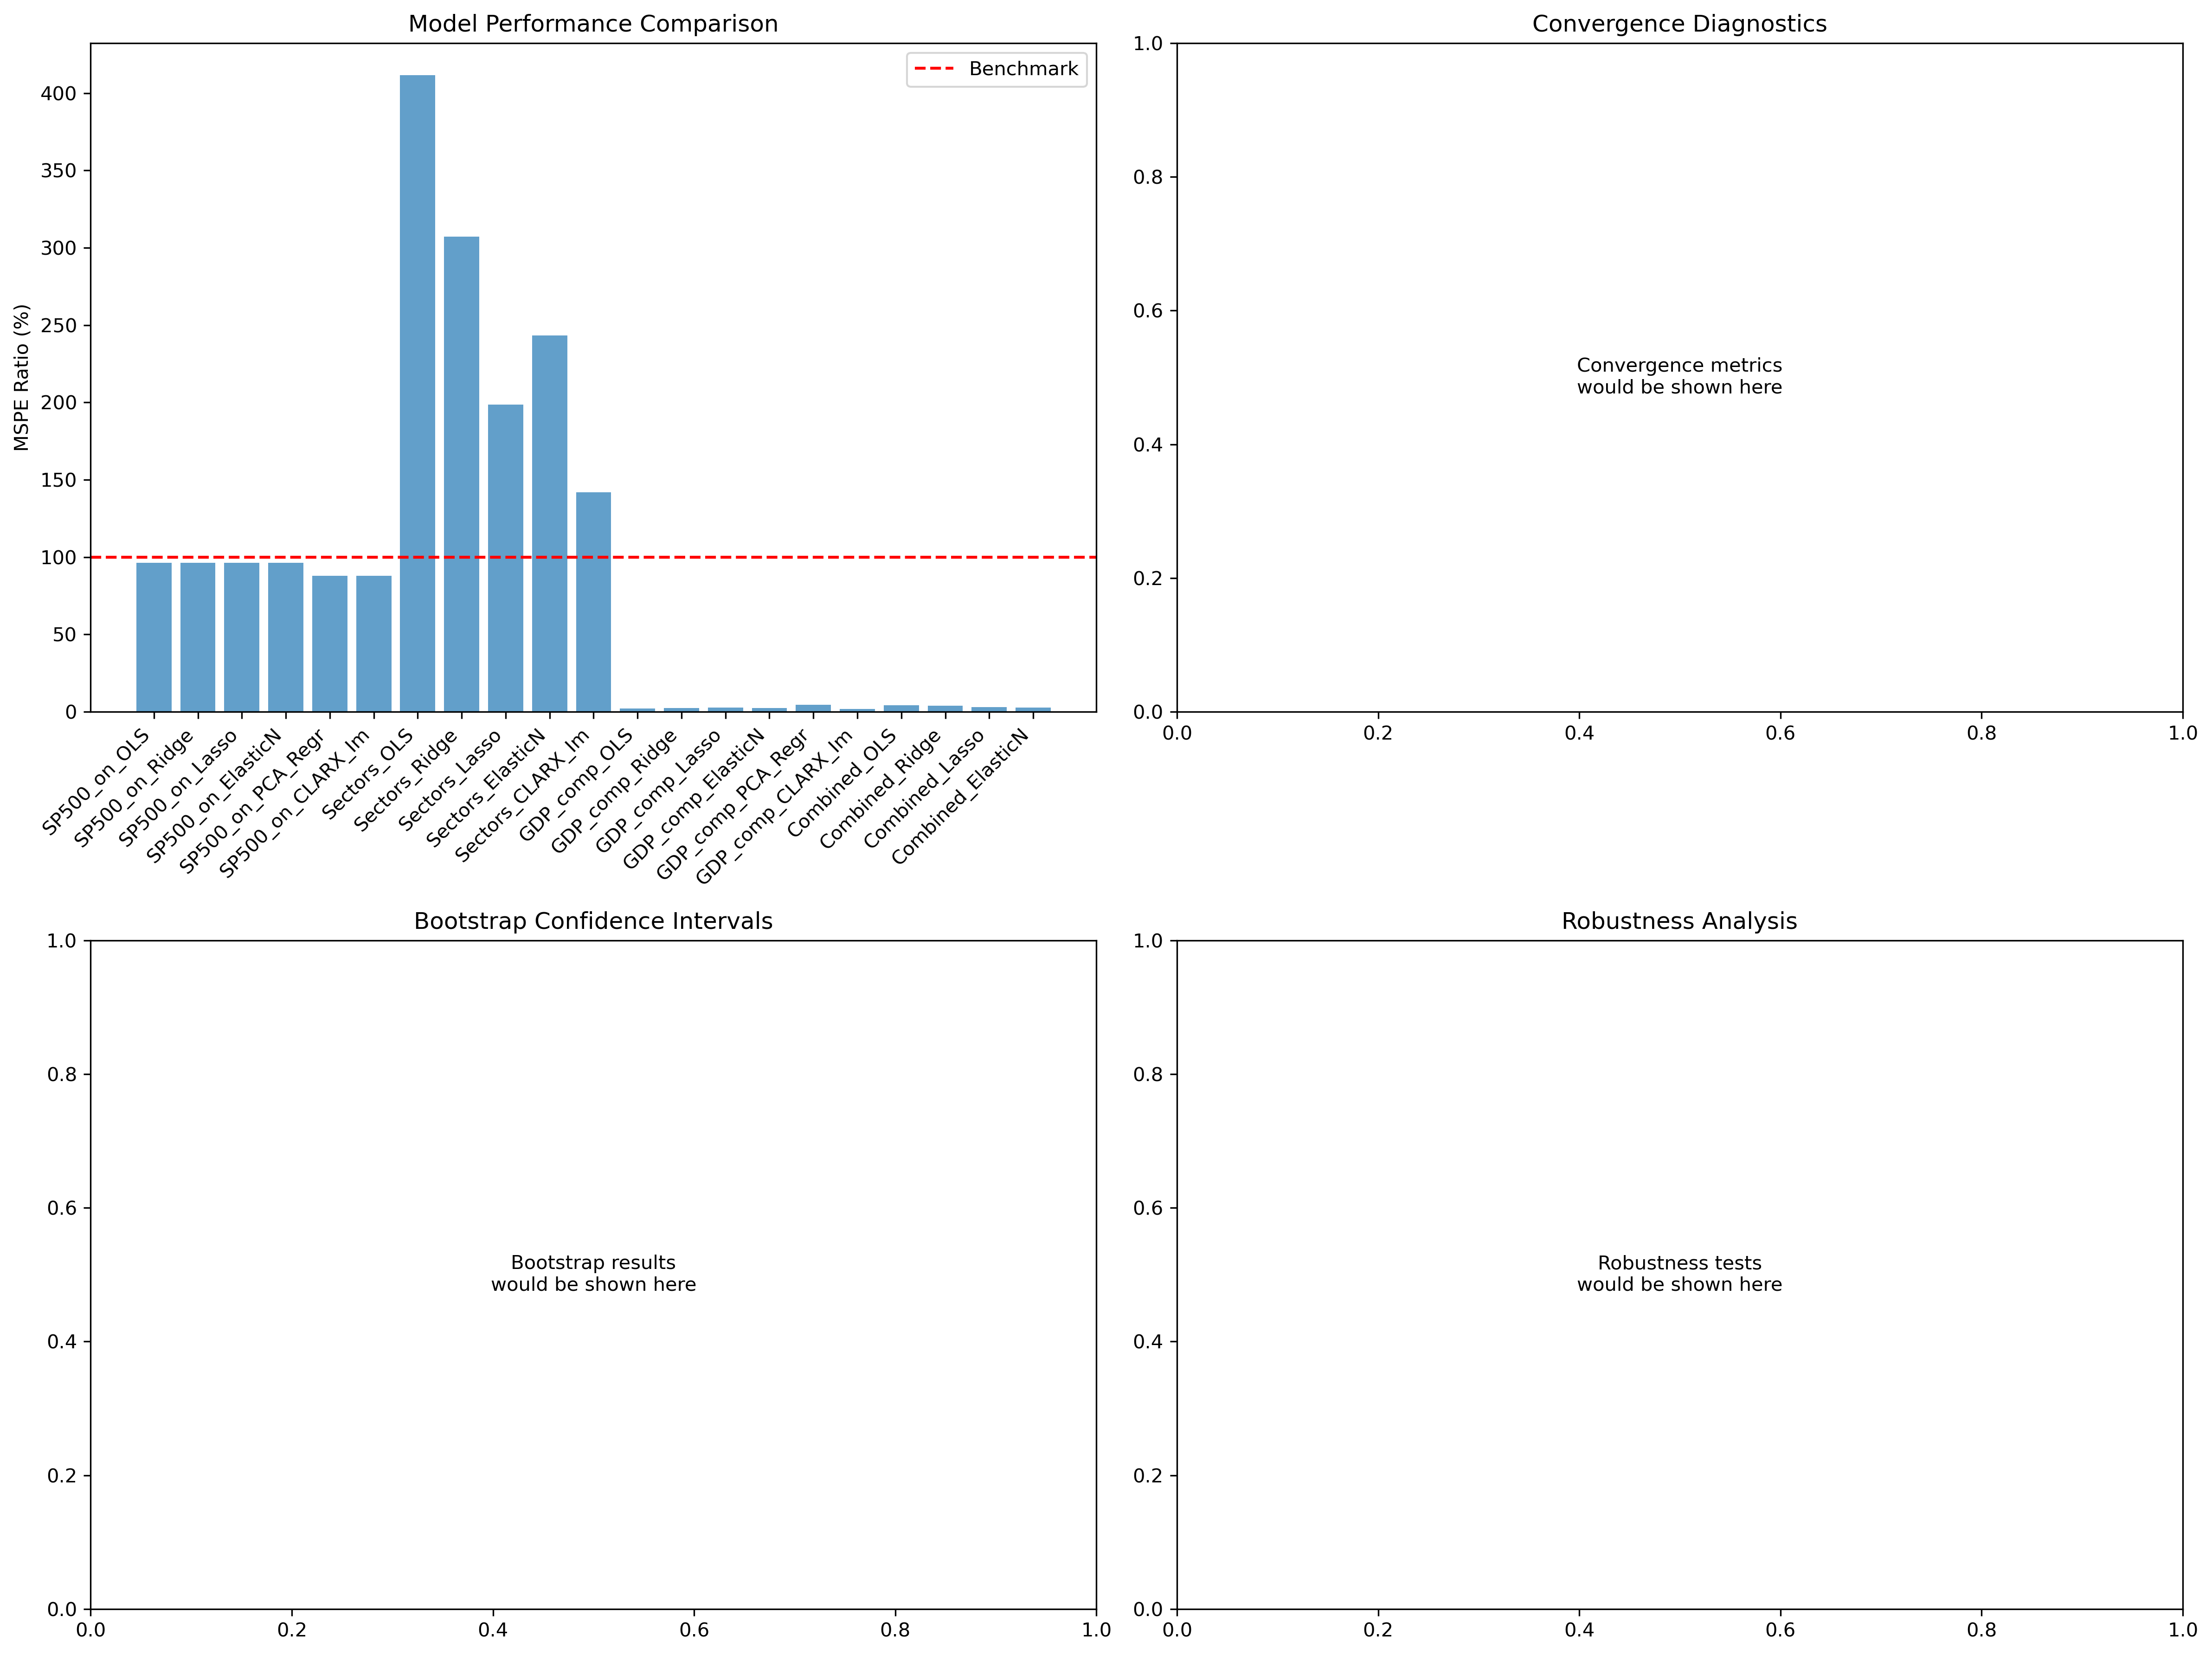 Model Performance Comparison
MSPE Ratio (%)
400
350
300
250
200
150
100
50
0
Benchmark
SP500_on_OLS
SP500_on_Ridge
SP500_on_Lasso
SP500_on_ElasticN
SP500_on_PCA_Regr
SP500_on_CLARX_Im
Sectors_OLS
Sectors_Ridge
Sectors_Lasso
Sectors_ElasticN
Sectors_CLARX_Im
GDP_comp_OLS
GDP_comp_Ridge
GDP_comp_Lasso
GDP_comp_ElasticN
GDP_comp_PCA_Regr
GDP_comp_CLARX_Im
Combined_OLS
Combined_Ridge
Combined_Lasso
Combined_ElasticN
Convergence Diagnostics
1.0
0.8
0.6
0.4
0.2
0.0
Convergence metrics
would be shown here
0.0 0.2 0.4 0.6 0.8 1.0
Bootstrap Confidence Intervals
1.0
0.8
0.6
0.4
0.2
0.0
Bootstrap results
would be shown here
0.0 0.2 0.4 0.6 0.8 1.0
Robustness Analysis
1.0
0.8
0.6
0.4
0.2
0.0
Robustness tests
would be shown here
0.0 0.2 0.4 0.6 0.8 1.0